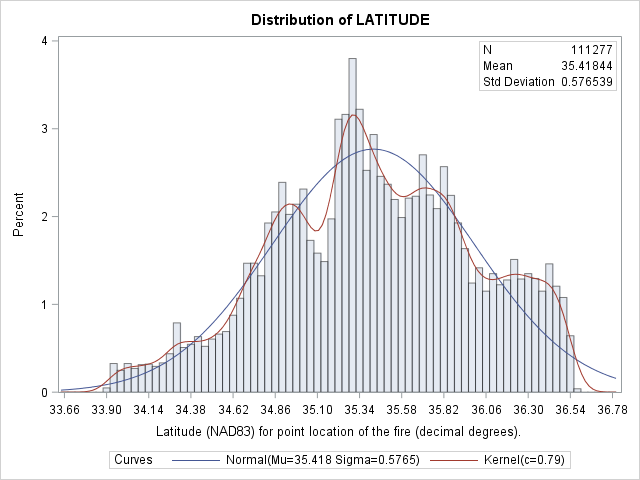 Distribution of LATITUDE
N 111277
Mean 35.41844
Std Deviation 0.576539
Percent
4
3
2
1
0
33.66 33.90 34.14 34.38 34.62 34.86 35.10 35.34 35.58 35.82 36.06 36.30 36.54 36.78
Latitude (NAD83) for point location of the fire (decimal degrees).
Curves Normal(Mu=35.418 Sigma=0.5765) Kernel(c=0.79)